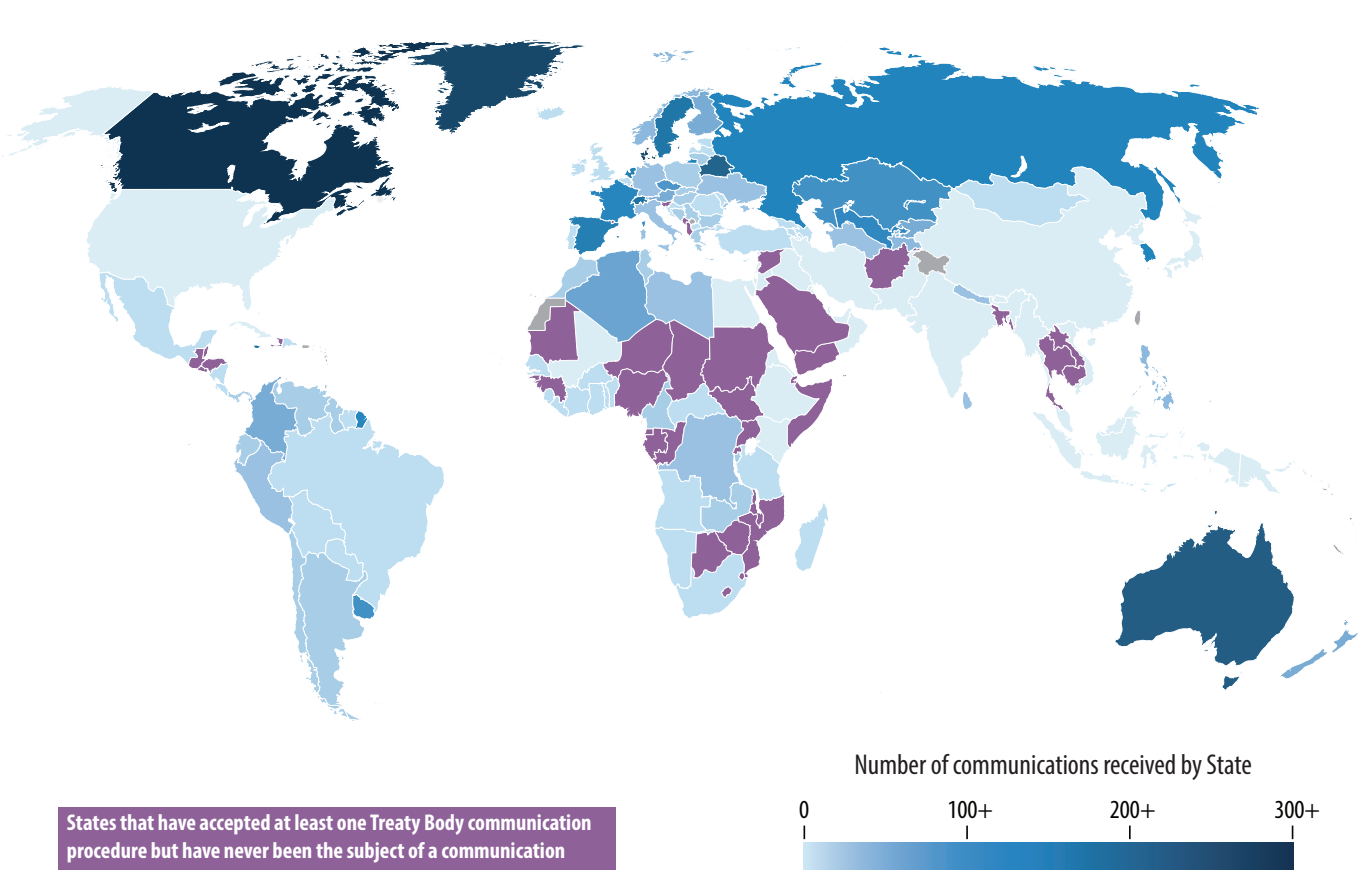 Number of communications received by State
0 100+ 200+ 300+
States that have accepted at least one Treaty Body communication
procedure but have never been the subject of a communication